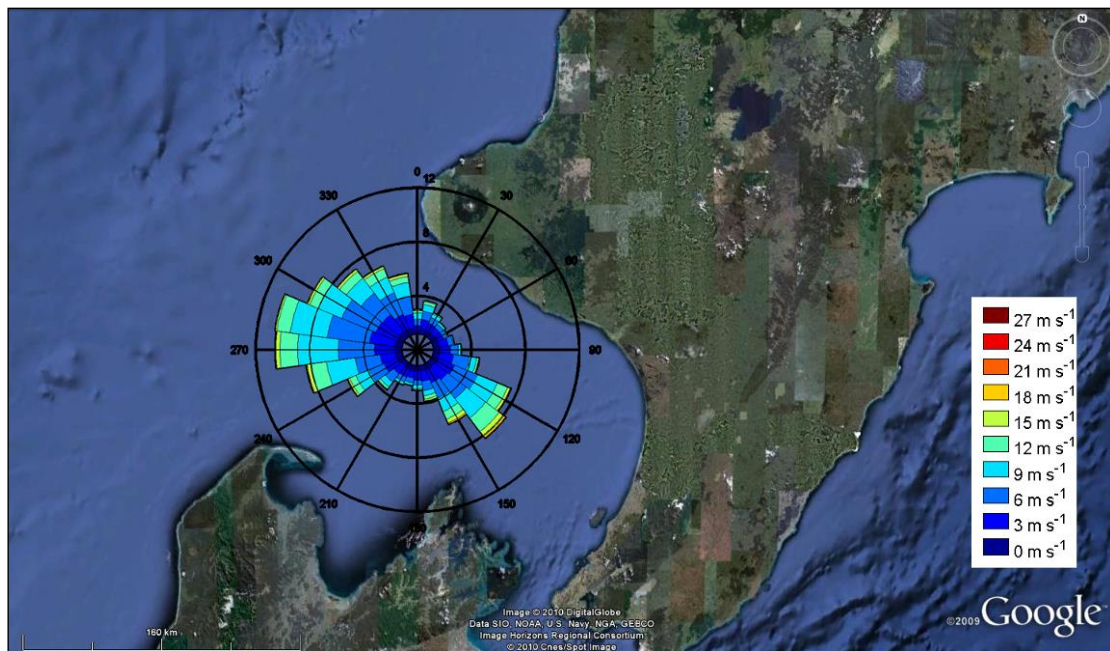 N
0
12
330
30
8
300
60
4
270
90
240
120
210
150
27 m s-1
24 m s-1
21 m s-1
18 m s-1
15 m s-1
12 m s-1
9 m s-1
6 m s-1
3 m s-1
0 m s-1
160 km
Image © 2010 DigitalGlobe
Data SIO, NOAA, U.S. Navy, NGA, GEBCO
Image Horizons Regional Consortium
© 2010 Cnes/Spot Image
©2009 Google™